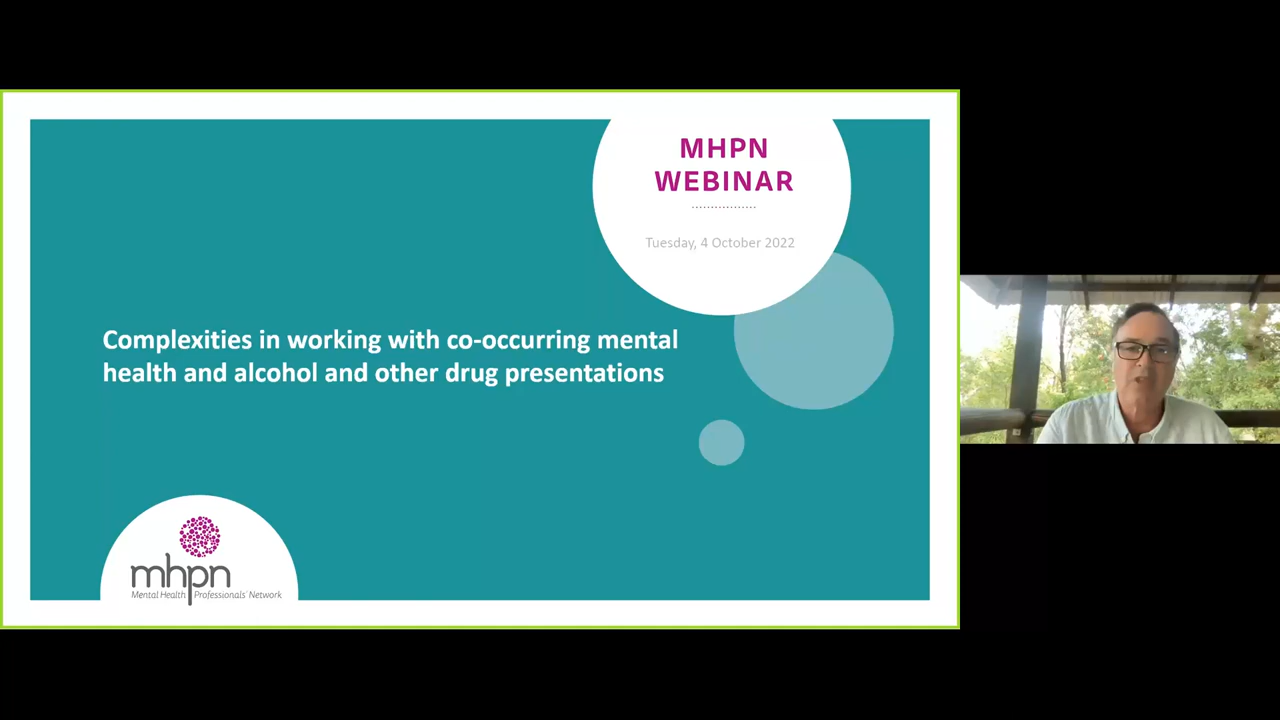 MHPN
WEBINAR
Tuesday, 4 October 2022
Complexities in working with co-occurring mental
health and alcohol and other drug presentations
mhpn
Mental Health Professionals' Network